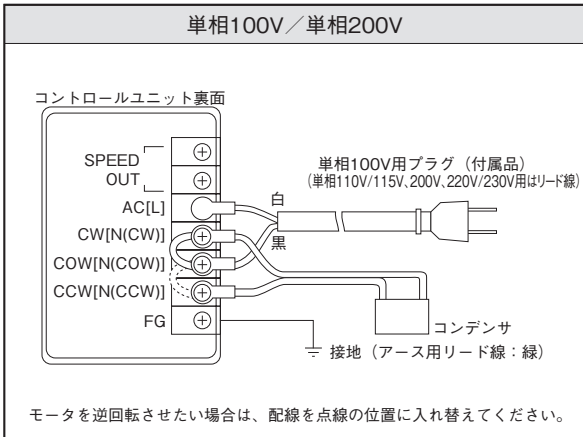 単相100V／単相200V
コントロールユニット裏面
SPEED
OUT
AC[L]
CW[N(CW)]
COW[N(COW)]
CCW[N(CCW)]
FG
白
黒
単相100V用プラグ（付属品）
（単相110V/115V、200V、220V/230V用はリード線）
コンデンサ
接地（アース用リード線：緑）
モータを逆回転させたい場合は、配線を点線の位置に入れ替えてください。